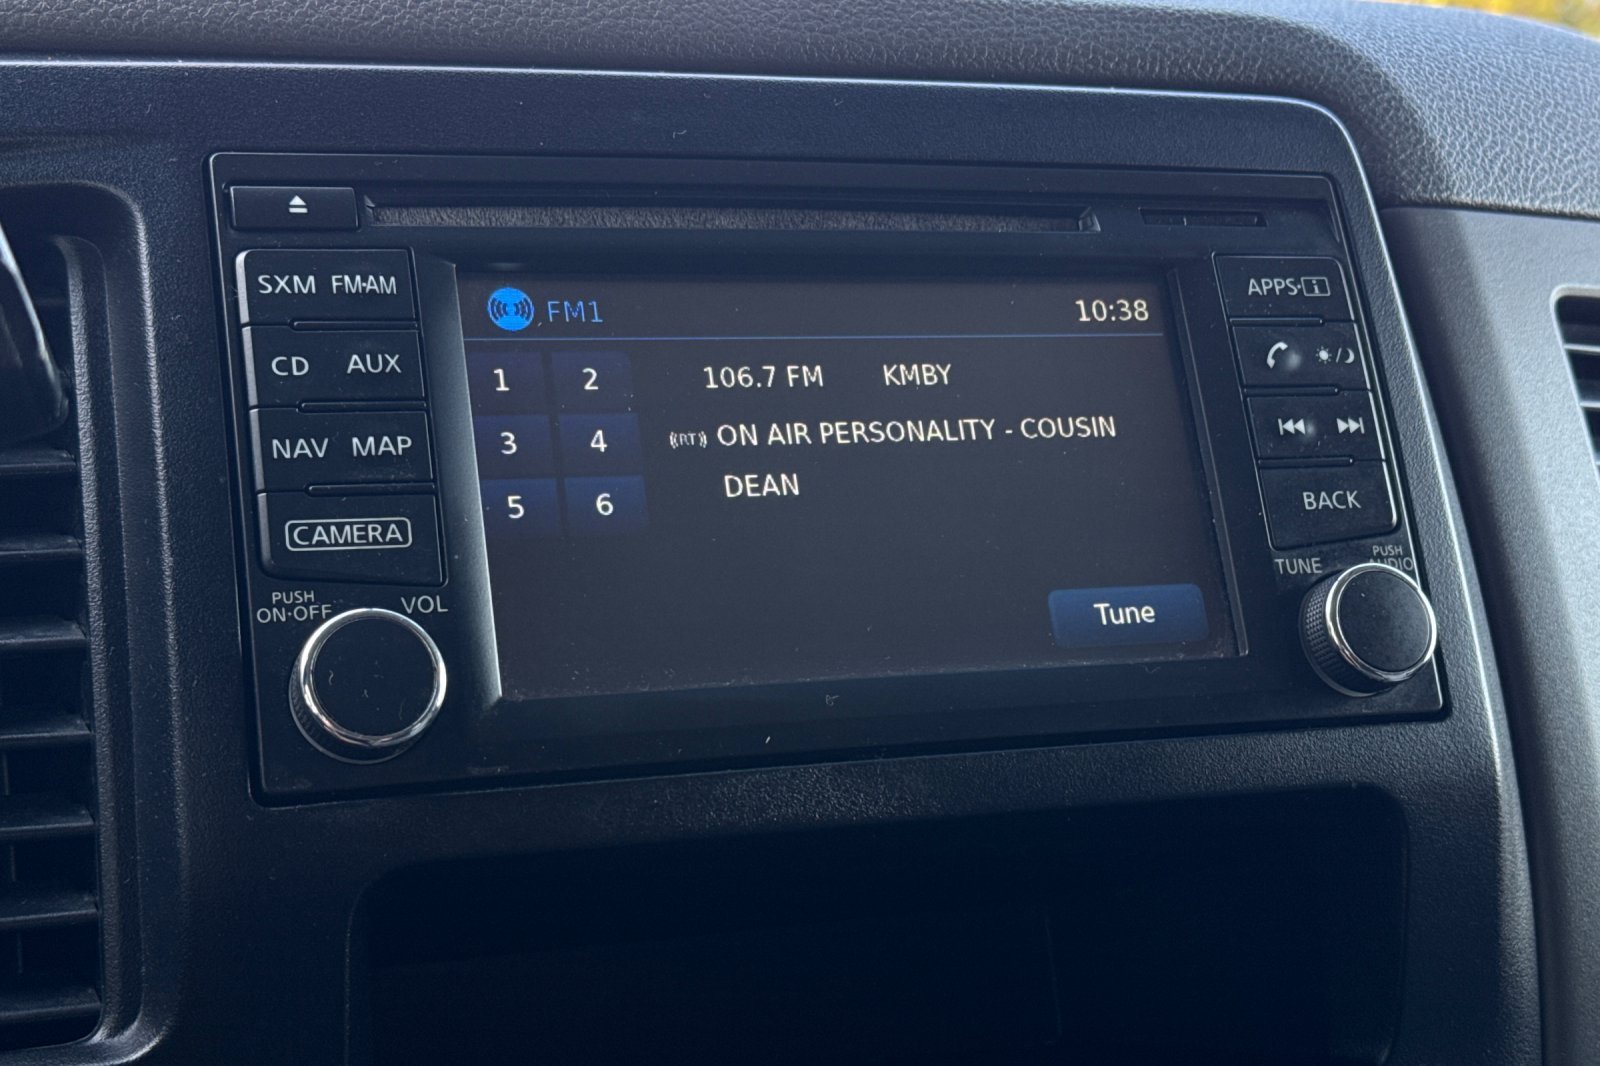 SXM FM·AM
CD AUX
NAV MAP
CAMERA
PUSH
ON·OFF
VOL
FM1
10:38
1 2
3 4
5 6
106.7 FM KMBY
RT ON AIR PERSONALITY - COUSIN
DEAN
Tune
APPS·i
BACK
TUNE
PUSH
AUDIO